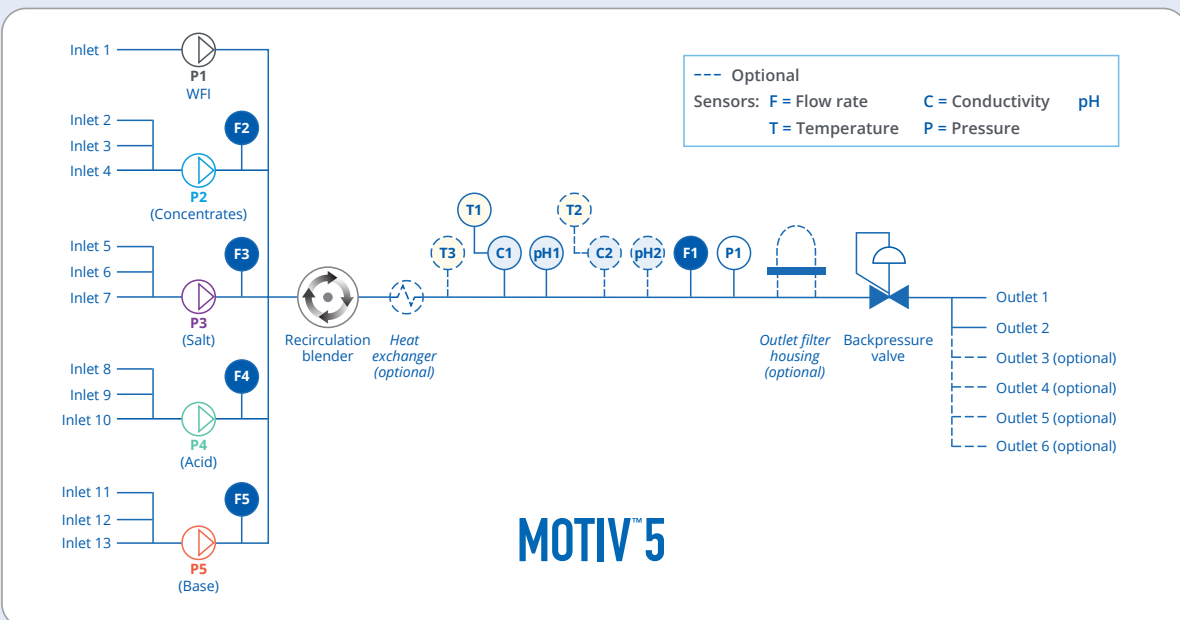 Inlet 1
P1
WFI
Inlet 2
Inlet 3
Inlet 4
F2
P2
(Concentrates)
Inlet 5
Inlet 6
Inlet 7
F3
P3
(Salt)
Inlet 8
Inlet 9
Inlet 10
F4
P4
(Acid)
Inlet 11
Inlet 12
Inlet 13
F5
P5
(Base)
Recirculation
blender
Heat
exchanger
(optional)
T3
T1
C1
pH1
T2
C2
pH2
F1
P1
Outlet filter
housing
(optional)
Backpressure
valve
--- Optional
Sensors: F = Flow rate C = Conductivity pH
T = Temperature P = Pressure
Outlet 1
Outlet 2
Outlet 3 (optional)
Outlet 4 (optional)
Outlet 5 (optional)
Outlet 6 (optional)
MOTIV™5